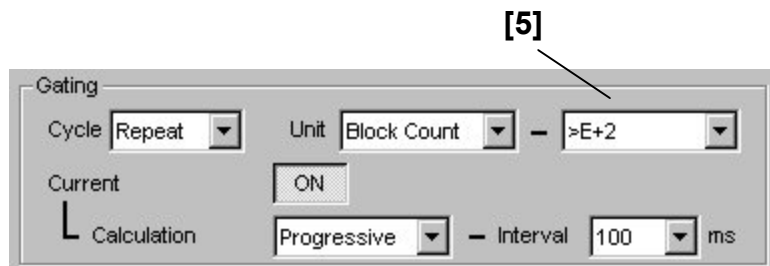 [5]
Gating
Cycle Repeat Unit Block Count – >E+2
Current ON
Calculation Progressive – Interval 100 ms